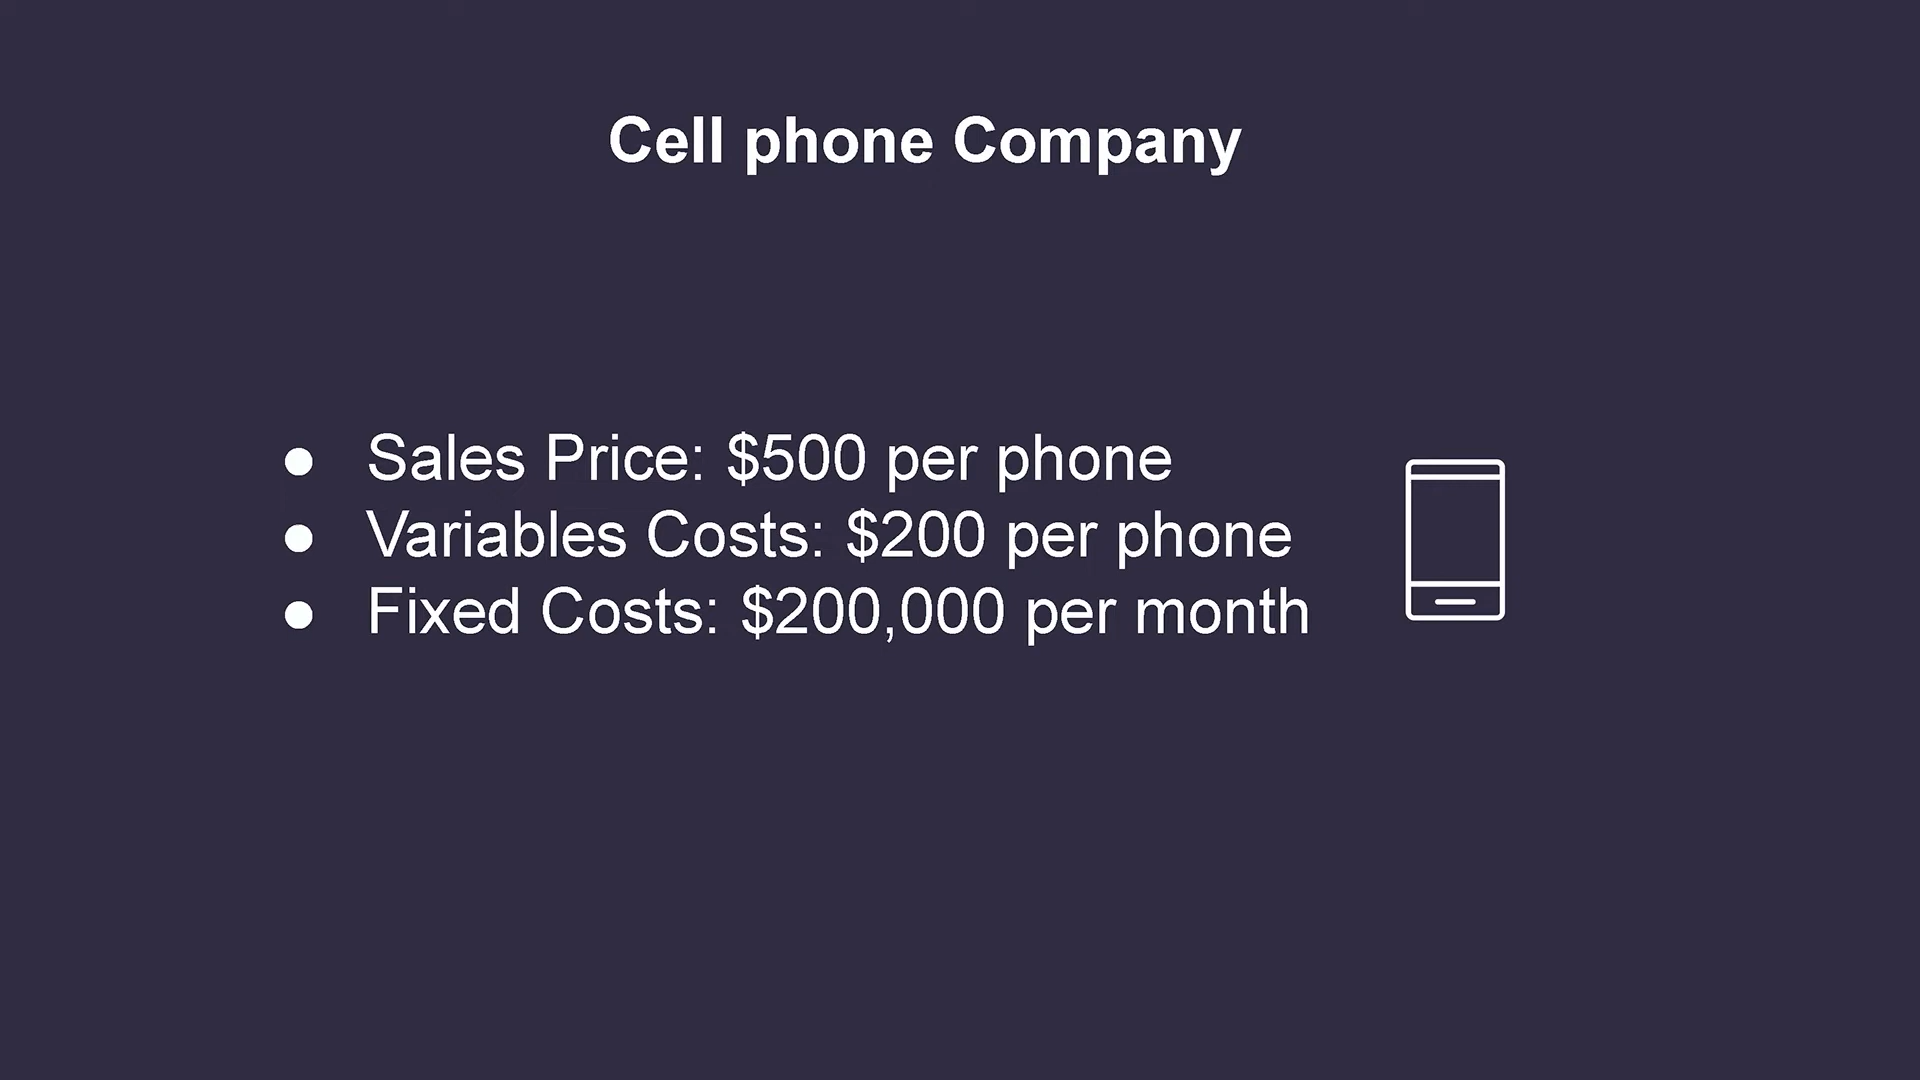 Cell phone Company
● Sales Price: $500 per phone
● Variables Costs: $200 per phone
● Fixed Costs: $200,000 per month